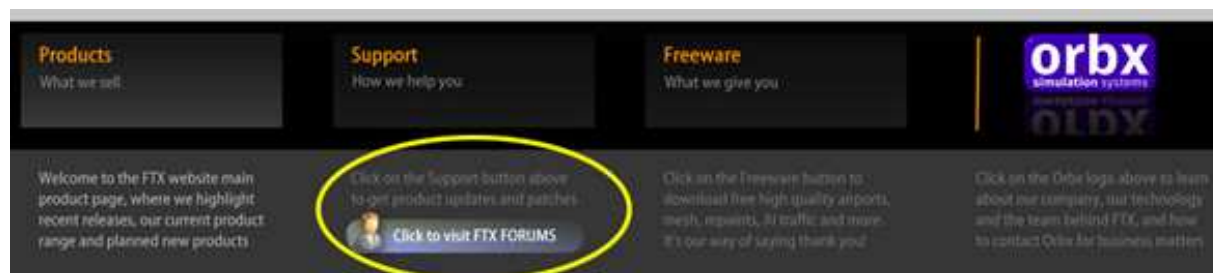 Products
What we sell
Support
How we help you
Freeware
What we give you
orbx
simulation systems
Welcome to the FTX website main
product page, where we highlight
recent releases, our current product
range and planned new products
Click on the Support button above
to get product updates and patches
Click to visit FTX FORUMS
Click on the Freeware button to
download free high quality airports,
mesh, repaints, AI traffic and more.
It's our way of saying thank you!
Click on the Orbx logo above to learn
about our company, our technology
and the team behind FTX, and how
to contact Orbx for business matters